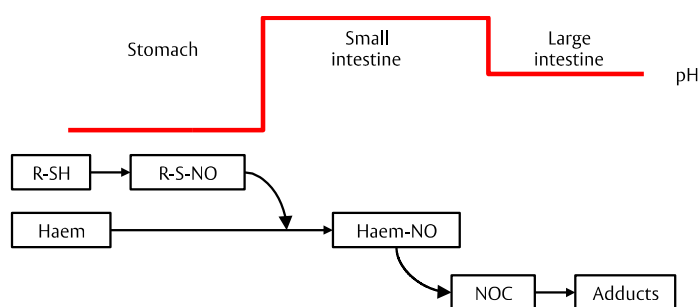 Stomach
Small
intestine
Large
intestine
pH
R-SH
R-S-NO
Haem
Haem-NO
NOC
Adducts